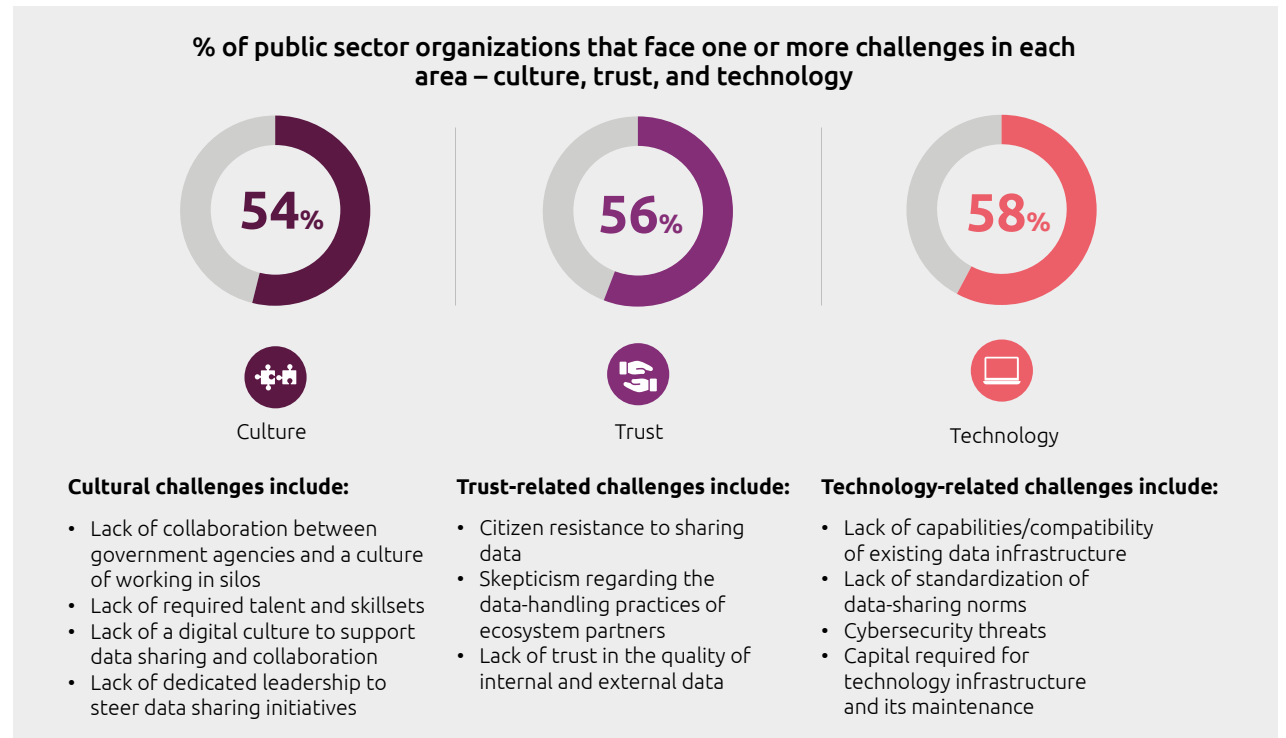 % of public sector organizations that face one or more challenges in each
area – culture, trust, and technology
54%
56%
58%
Culture
Trust
Technology
Cultural challenges include:
• Lack of collaboration between
government agencies and a culture
of working in silos
• Lack of required talent and skillsets
• Lack of a digital culture to support
data sharing and collaboration
• Lack of dedicated leadership to
steer data sharing initiatives
Trust-related challenges include:
• Citizen resistance to sharing
data
• Skepticism regarding the
data-handling practices of
ecosystem partners
• Lack of trust in the quality of
internal and external data
Technology-related challenges include:
• Lack of capabilities/compatibility
of existing data infrastructure
• Lack of standardization of
data-sharing norms
• Cybersecurity threats
• Capital required for
technology infrastructure
and its maintenance